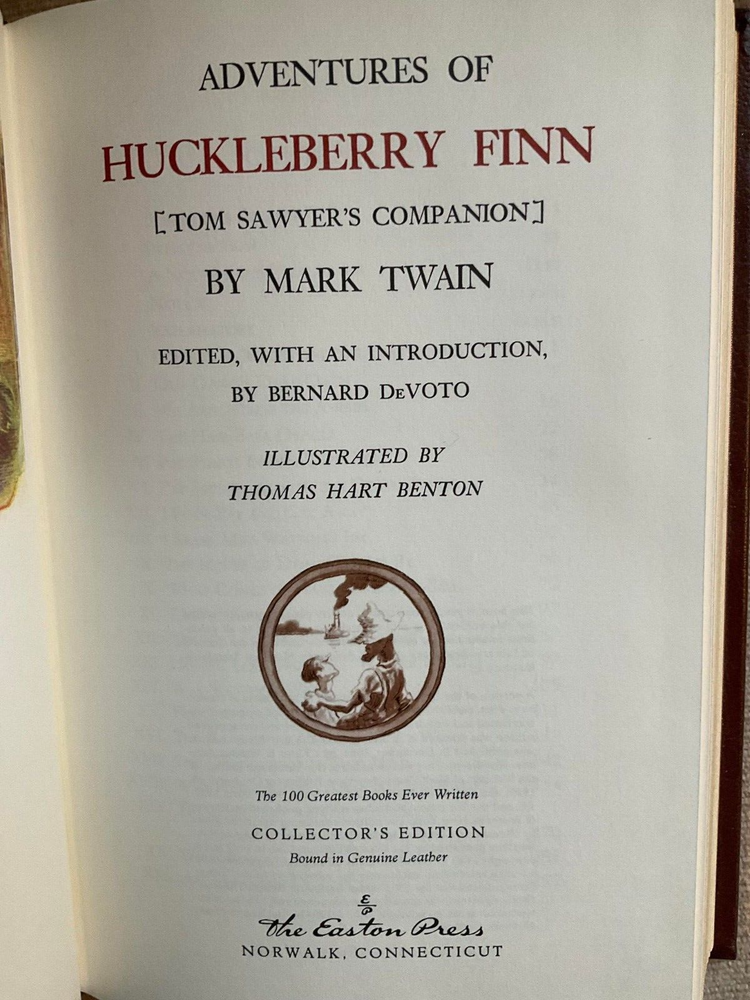 ADVENTURES OF
HUCKLEBERRY FINN
[TOM SAWYER'S COMPANION]
BY MARK TWAIN
EDITED, WITH AN INTRODUCTION,
BY BERNARD DeVOTO
ILLUSTRATED BY
THOMAS HART BENTON
The 100 Greatest Books Ever Written
COLLECTOR'S EDITION
Bound in Genuine Leather
E
P
The Easton Press
NORWALK, CONNECTICUT